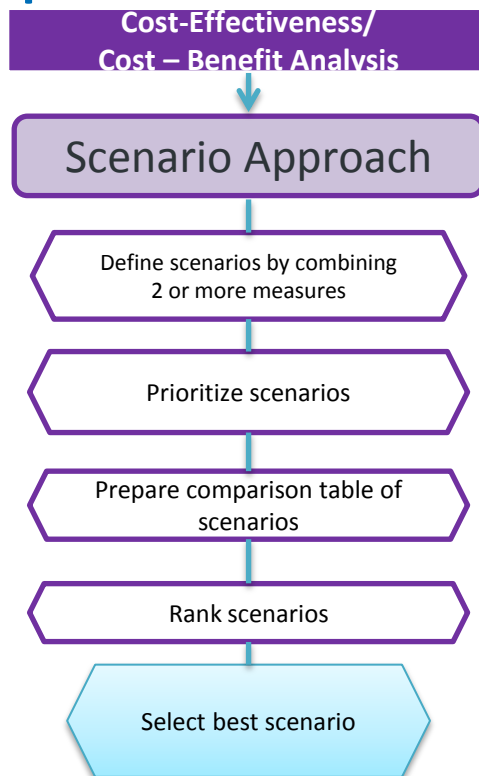 Cost-Effectiveness/
Cost – Benefit Analysis
Scenario Approach
Define scenarios by combining
2 or more measures
Prioritize scenarios
Prepare comparison table of
scenarios
Rank scenarios
Select best scenario